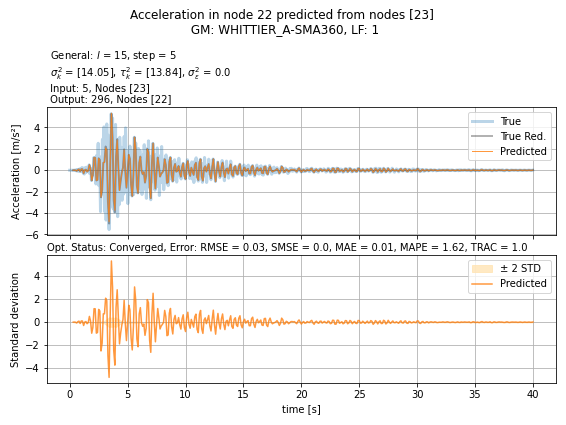 Acceleration in node 22 predicted from nodes [23]
GM: WHITTIER_A-SMA360, LF: 1
General: l = 15, step = 5
σ²ₖ = [14.05], τ²ₖ = [13.84], σ²ε = 0.0
Input: 5, Nodes [23]
Output: 296, Nodes [22]
Acceleration [m/s²]
4
2
0
−2
−4
−6
True
True Red.
Predicted
Opt. Status: Converged, Error: RMSE = 0.03, SMSE = 0.0, MAE = 0.01, MAPE = 1.62, TRAC = 1.0
Standard deviation
4
2
0
−2
−4
± 2 STD
Predicted
0 5 10 15 20 25 30 35 40
time [s]